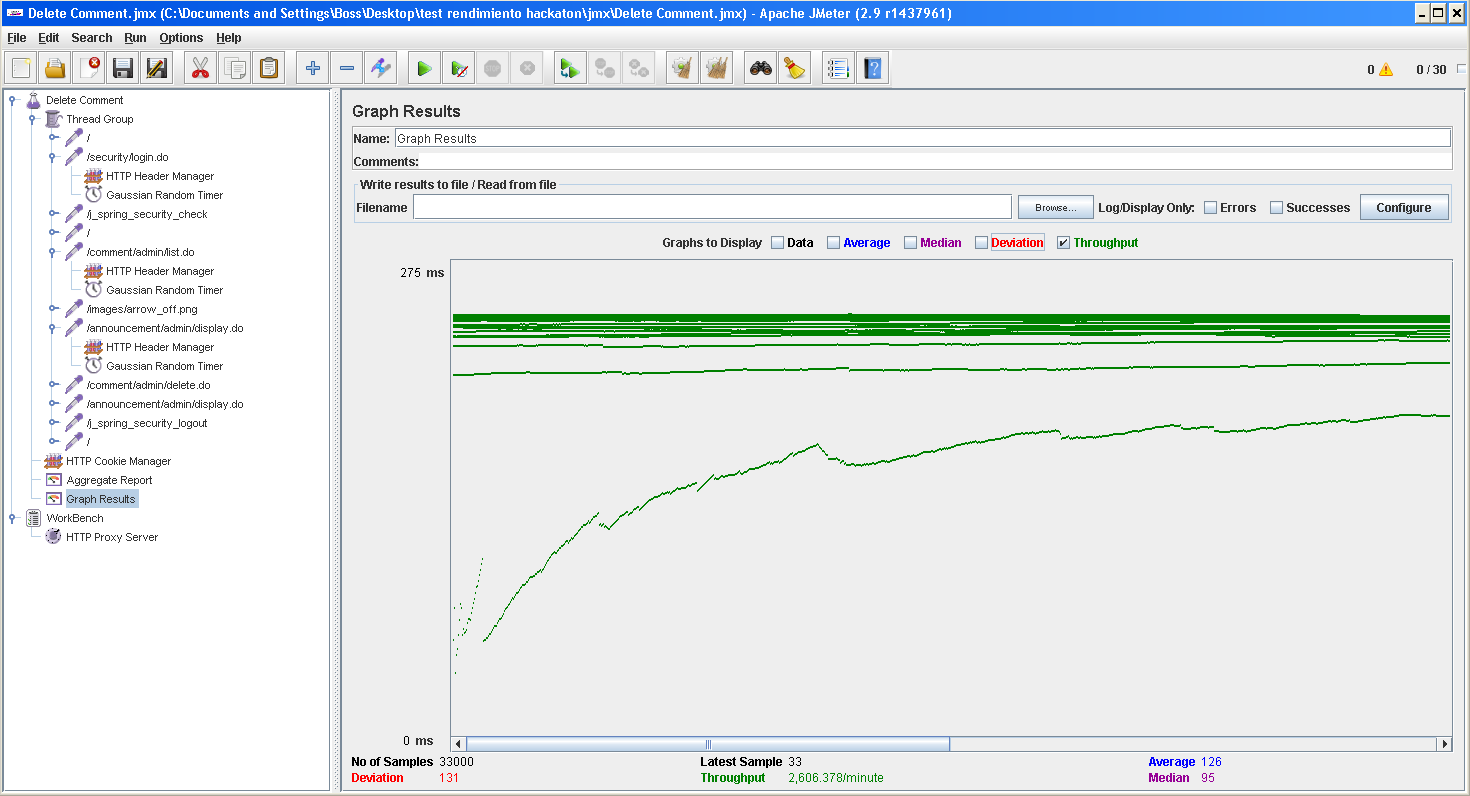 Delete Comment.jmx (C:\Documents and Settings\Boss\Desktop\test rendimiento hackaton\jmx\Delete Comment.jmx) - Apache JMeter (2.9 r1437961)
File Edit Search Run Options Help
0 0 / 30
Delete Comment
Thread Group
/
/security/login.do
HTTP Header Manager
Gaussian Random Timer
/j_spring_security_check
/
/comment/admin/list.do
HTTP Header Manager
Gaussian Random Timer
/images/arrow_off.png
/announcement/admin/display.do
HTTP Header Manager
Gaussian Random Timer
/comment/admin/delete.do
/announcement/admin/display.do
/j_spring_security_logout
/
HTTP Cookie Manager
Aggregate Report
Graph Results
WorkBench
HTTP Proxy Server
Graph Results
Name: Graph Results
Comments:
Write results to file / Read from file
Filename Browse... Log/Display Only: Errors Successes Configure
Graphs to Display Data Average Median Deviation Throughput
275 ms
0 ms
No of Samples 33000 Latest Sample 33 Average 126
Deviation 131 Throughput 2,606.378/minute Median 95